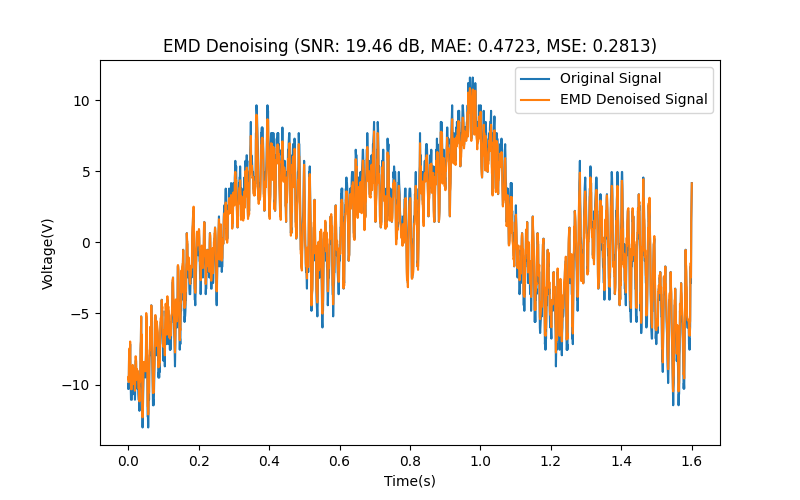 EMD Denoising (SNR: 19.46 dB, MAE: 0.4723, MSE: 0.2813)
Original Signal
EMD Denoised Signal
10
5
0
−5
−10
Voltage(V)
0.0 0.2 0.4 0.6 0.8 1.0 1.2 1.4 1.6
Time(s)